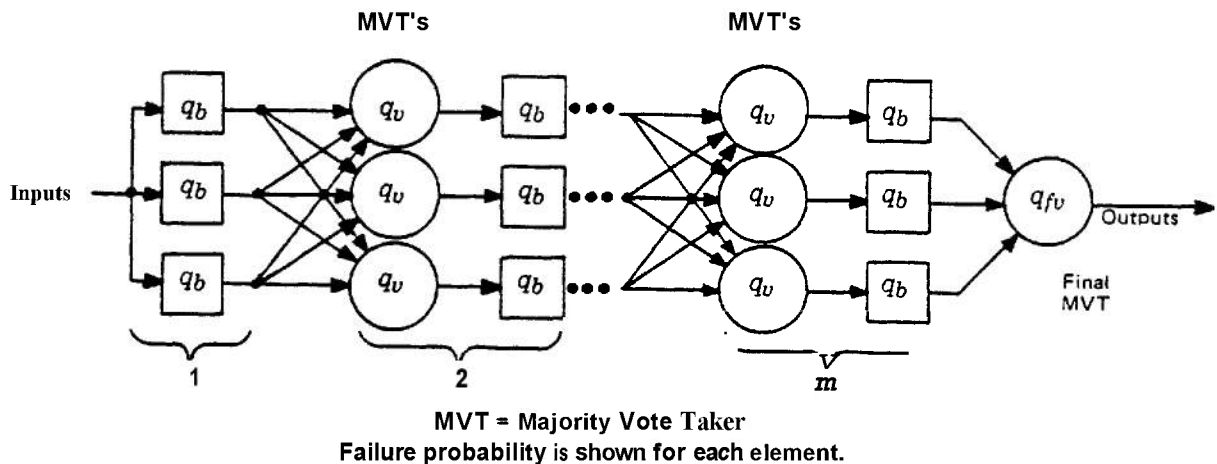 MVT's MVT's
q_b q_v q_b ••• q_v q_b
Inputs q_b q_v q_b ••• q_v q_b q_fv Outputs
q_b q_v q_b ••• q_v q_b
Final
MVT
1 2 m
MVT = Majority Vote Taker
Failure probability is shown for each element.